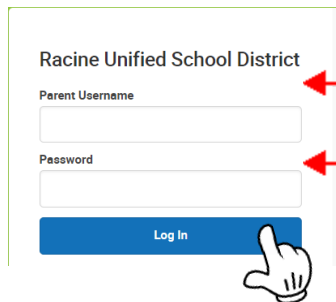 Racine Unified School District
Parent Username
Password
Log In